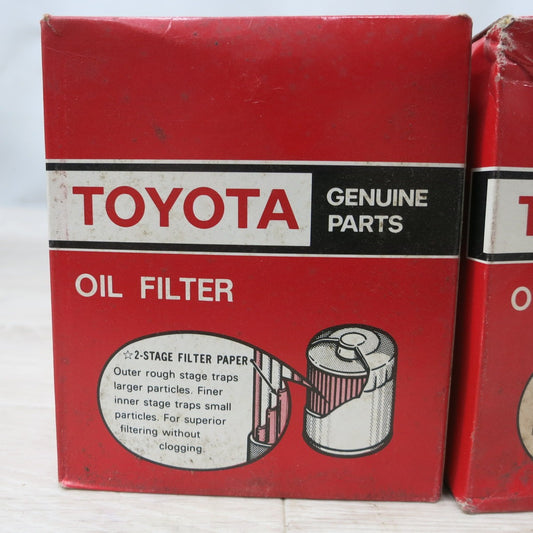 TOYOTA
GENUINE
PARTS
OIL FILTER
☆2-STAGE FILTER PAPER
Outer rough stage traps
larger particles. Finer
inner stage traps small
particles. For superior
filtering without
clogging.
T
O